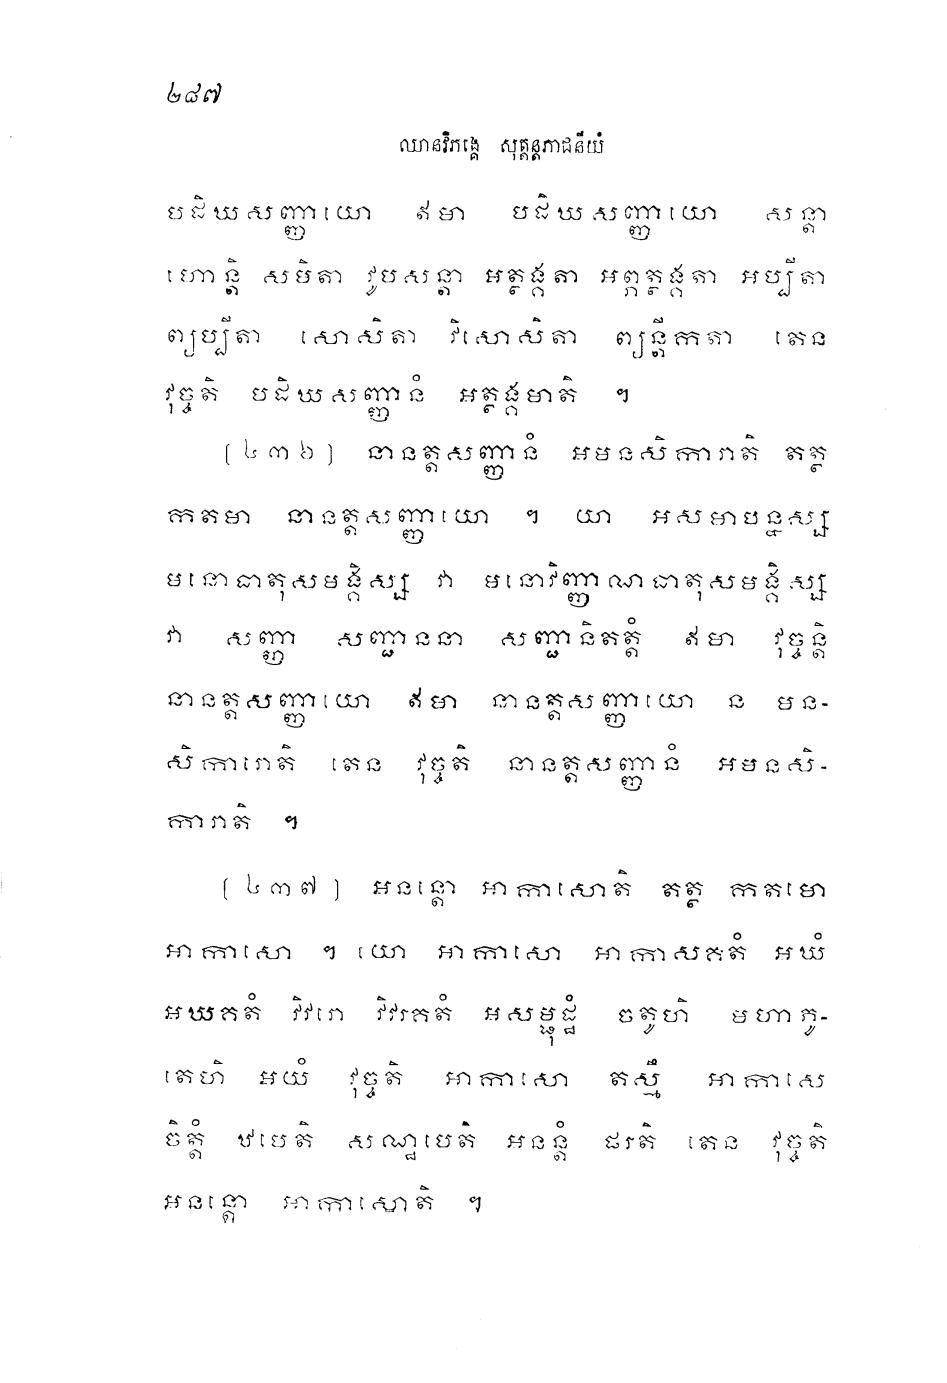 ២៨៧
ឈានវិភង្គេ សុត្តន្តភាជនីយំ
បដិឃសញ្ញាយោ ឥមា បដិឃសញ្ញាយោ សន្តា
ហោន្តិ សមិតា វូបសន្តា អត្ថង្គតា អព្ភត្ថង្គតា អប្បីតា
ព្យប្បីតា សោសិតា វិសោសិតា ព្យន្តីកតា តេន
វុច្ចតិ បដិឃសញ្ញានំ អត្ថង្គមាតិ ។
(៤៣៦) នានត្តសញ្ញានំ អមនសិការាតិ តត្ថ
កតមា នានត្តសញ្ញាយោ ។ យា អសមាបន្នស្ស
មនោធាតុសមង្គិស្ស វា មនោវិញ្ញាណធាតុសមង្គិស្ស
វា សញ្ញា សញ្ជាននា សញ្ជានិតត្តំ ឥមា វុច្ចន្តិ
នានត្តសញ្ញាយោ ឥមា នានត្តសញ្ញាយោ ន មន-
សិការោតិ តេន វុច្ចតិ នានត្តសញ្ញានំ អមនសិ-
ការាតិ ។
(៤៣៧) អនន្តោ អាកាសោតិ តត្ថ កតមោ
អាកាសោ ។ យោ អាកាសោ អាកាសគតំ អឃំ
អឃគតំ វិវរោ វិវរគតំ អសម្ផុដ្ឋំ ចតូហិ មហាភូ-
តេហិ អយំ វុច្ចតិ អាកាសោ តស្មឹ អាកាសេ
ចិត្តំ ឋបេតិ សណ្ឋបេតិ អនន្តំ ផរតិ តេន វុច្ចតិ
អនន្តោ អាកាសោតិ ។